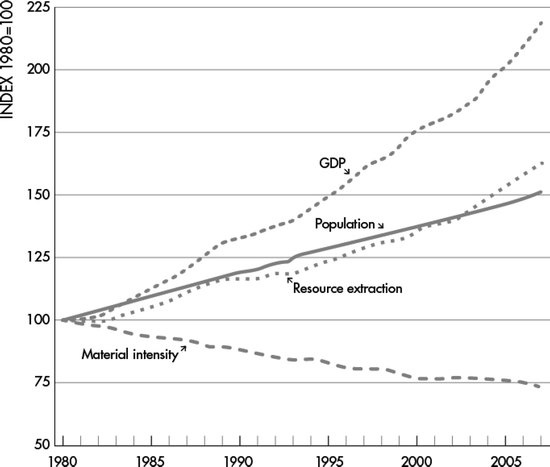 INDEX 1980=100
225
200
175
150
125
100
75
50
GDP
Population
Resource extraction
Material intensity
1980 1985 1990 1995 2000 2005